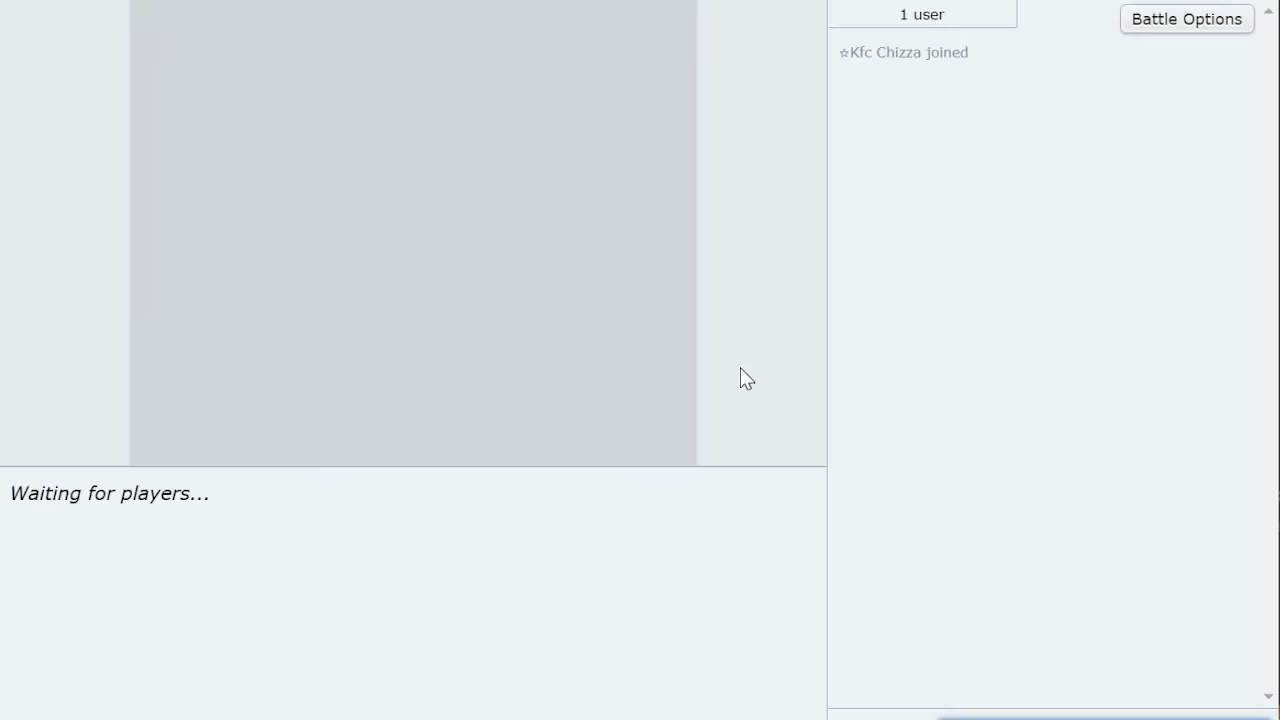 1 user
Battle Options
☆Kfc Chizza joined
Waiting for players...